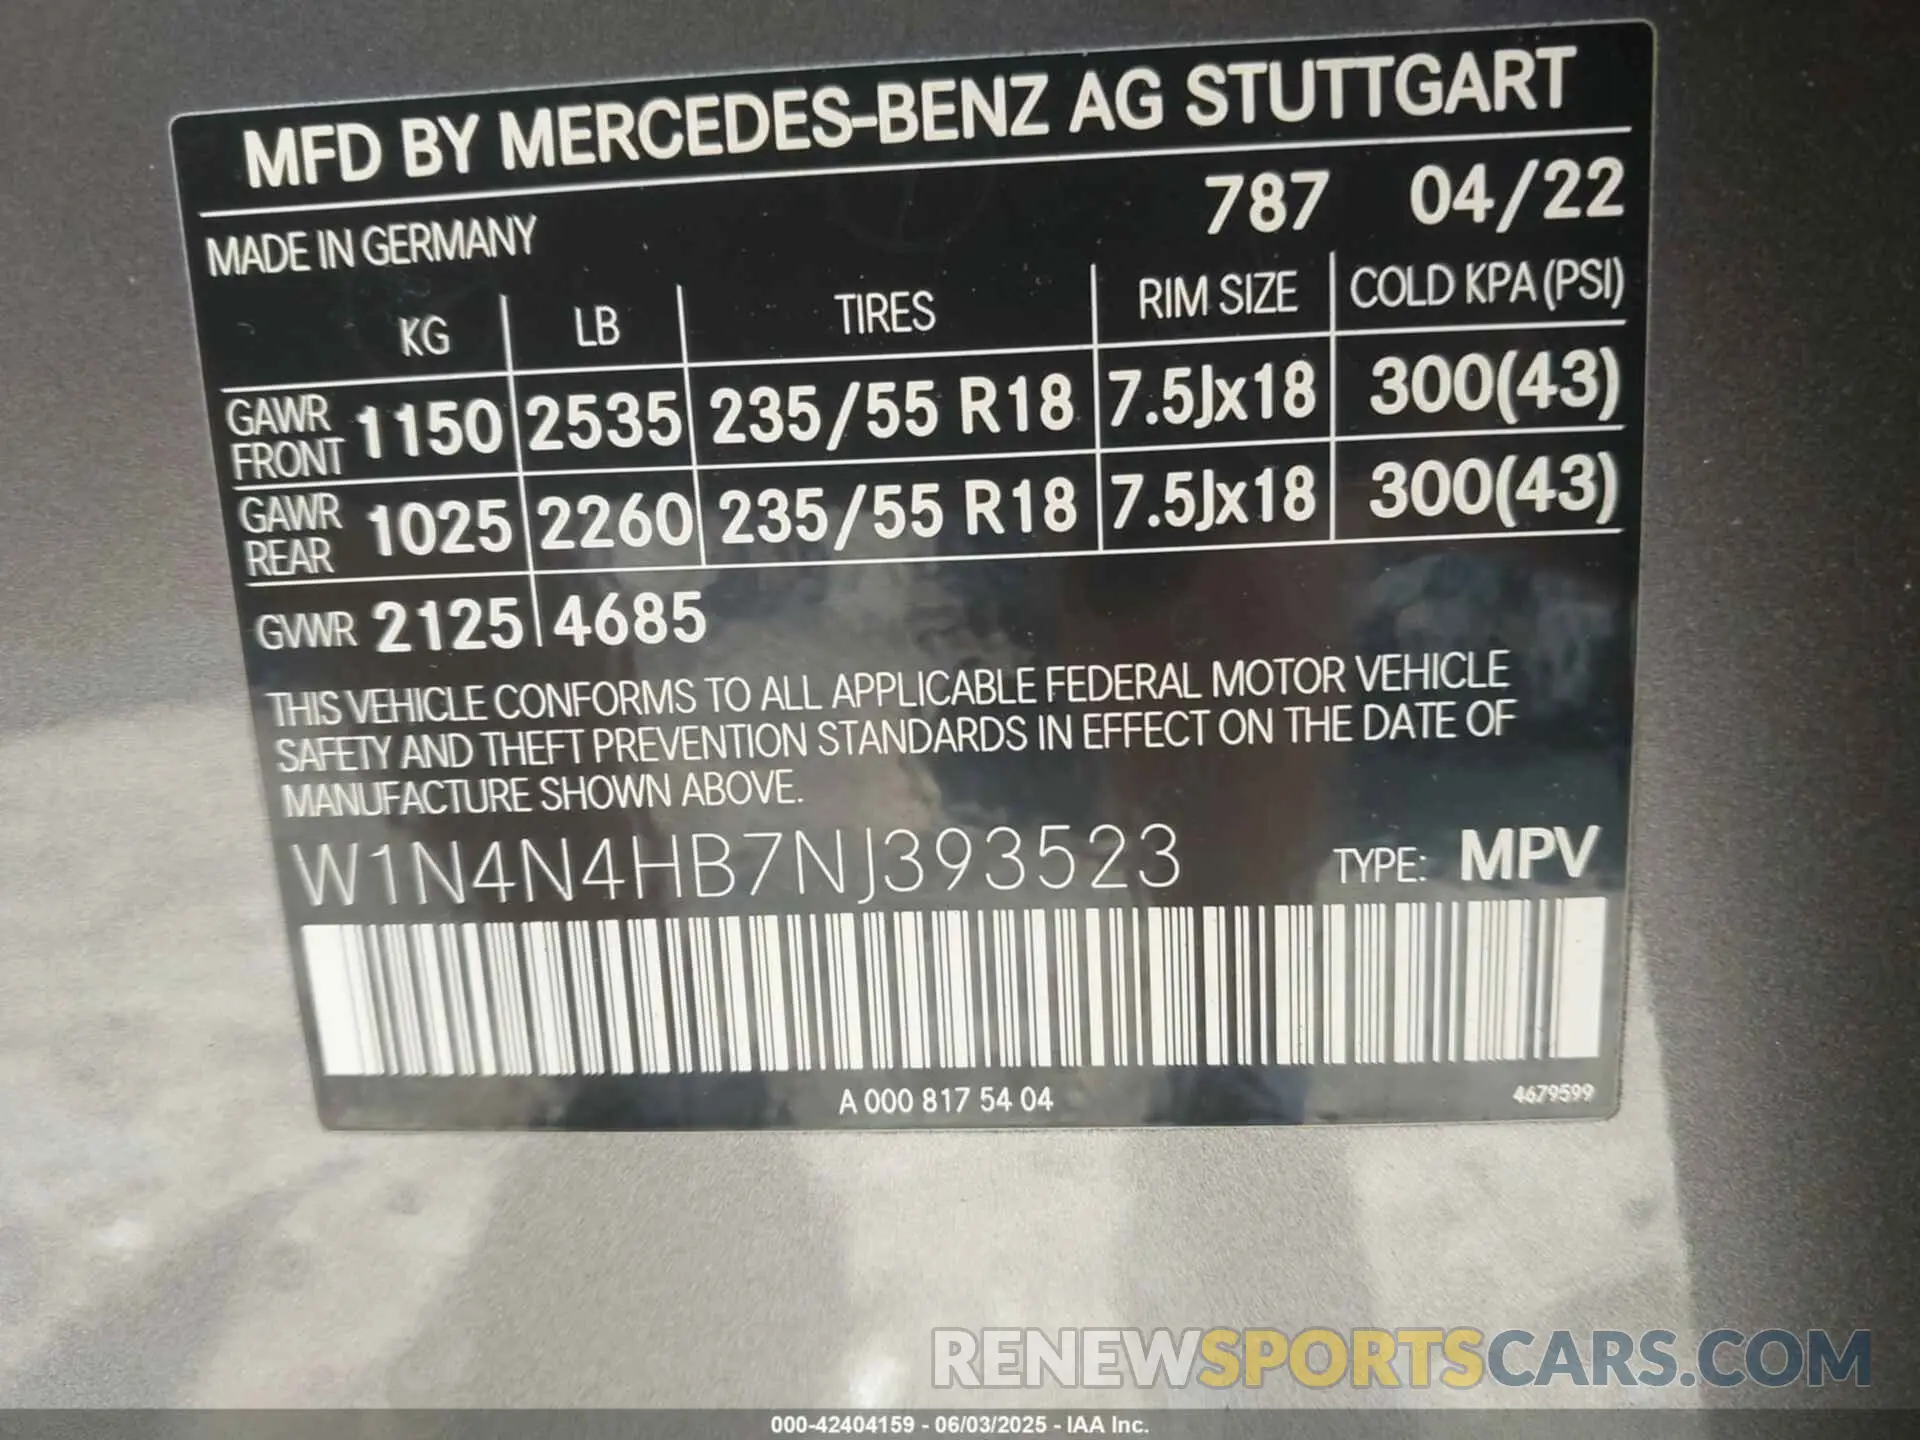 MFD BY MERCEDES-BENZ AG STUTTGART
MADE IN GERMANY 787 04/22
KG LB TIRES RIM SIZE COLD KPA (PSI)
GAWR FRONT 1150 2535 235/55 R18 7.5Jx18 300(43)
GAWR REAR 1025 2260 235/55 R18 7.5Jx18 300(43)
GVWR 2125 4685
THIS VEHICLE CONFORMS TO ALL APPLICABLE FEDERAL MOTOR VEHICLE
SAFETY AND THEFT PREVENTION STANDARDS IN EFFECT ON THE DATE OF
MANUFACTURE SHOWN ABOVE.
W1N4N4HB7NJ393523 TYPE: MPV
A 000 817 54 04 4679599
RENEWSPORTSCARS.COM
000-42404159 - 06/03/2025 - IAA Inc.